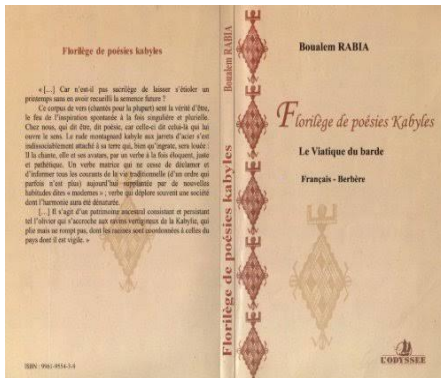 Florilège de poésies kabyles
« [...] Car n'est-il pas sacrilège de laisser s'étioler un
printemps sans en avoir recueilli la semence future ?
Ce corpus de vers (chantés pour la plupart) sent la vérité d'être,
le feu de l'inspiration spontanée à la fois singulière et plurielle.
Chez nous, qui dit être, dit poésie, car celle-ci dit celui-là qui lui
ouvre le sens. Le rude montagnard kabyle aux jarrets d'acier s'est
indissociablement attaché à sa terre qui, bien qu'ingrate, sera louée :
Il la chante, elle et ses avatars, par un verbe à la fois éloquent, juste
et pathétique. Un verbe matrice qui ne cesse de déclamer et
d'informer tous les courants de la vie traditionnelle (d'un ordre qui
parfois n'est plus) aujourd'hui supplantée par de nouvelles
habitudes dites « modernes » ; verbe qui déplore souvent une société
dont l'harmonie aura été dénaturée.
[...] Il s'agit d'un patrimoine ancestral consistant et persistant
tel l'olivier qui s'accroche aux ravins vertigineux de la Kabylie, qui
plie mais ne rompt pas, dont les racines sont coordonnées à celles du
pays dont il est vigile. »
ISBN : 9961-9554-3-8
Boualem RABIA
Florilège de poésies kabyles
Boualem RABIA
Florilège de poésies Kabyles
Le Viatique du barde
Français - Berbère
L'ODYSSÉE